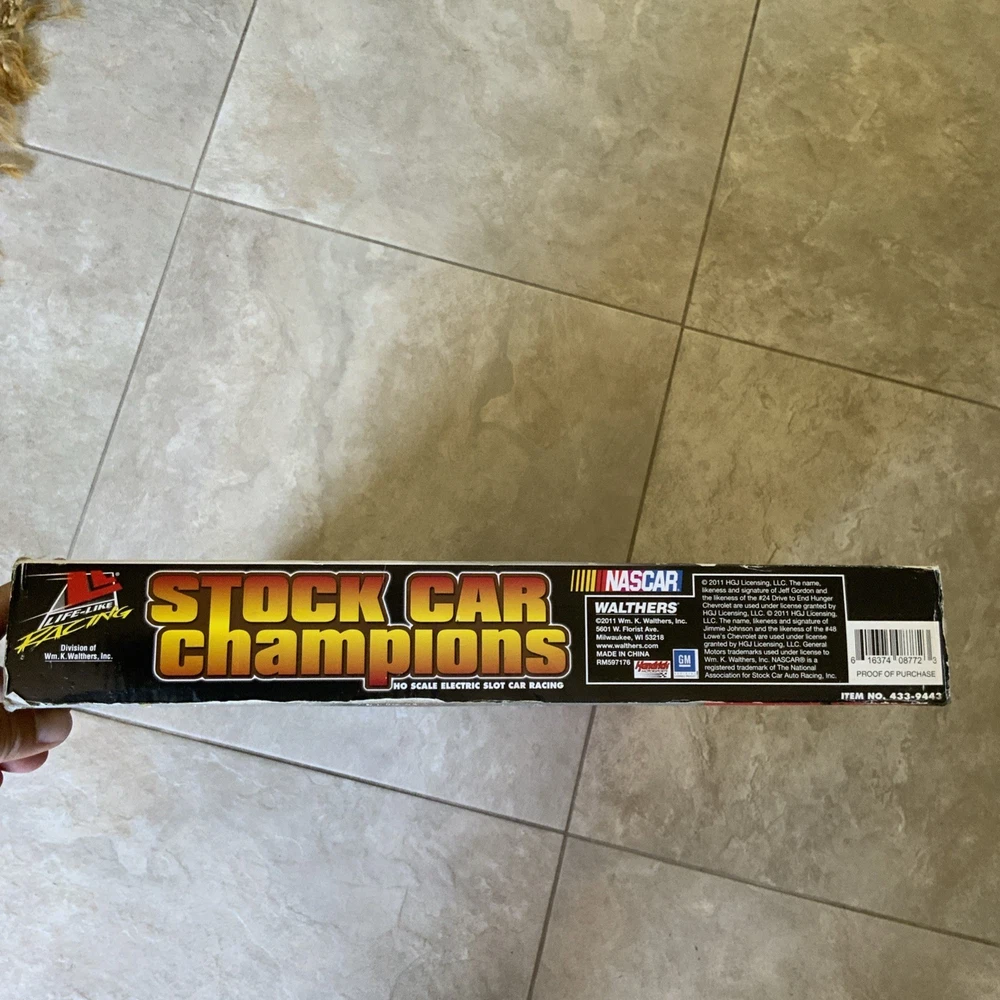 LL®
LIFE-LIKE
RACING
Division of
Wm. K. Walthers, Inc.
STOCK CAR
champions
HO SCALE ELECTRIC SLOT CAR RACING
NASCAR
WALTHERS®
©2011 Wm. K. Walthers, Inc.
5601 W. Florist Ave.
Milwaukee, WI 53218
www.walthers.com
MADE IN CHINA
RM597176
Hendrick
GM
© 2011 HGJ Licensing, LLC. The name,
likeness and signature of Jeff Gordon and
the likeness of the #24 Drive to End Hunger
Chevrolet are used under license granted by
HGJ Licensing, LLC. © 2011 HGJ Licensing,
LLC. The name, likeness and signature of
Jimmie Johnson and the likeness of the #48
Lowe's Chevrolet are used under license
granted by HGJ Licensing, LLC. General
Motors trademarks used under license to
Wm. K. Walthers, Inc. NASCAR® is a
registered trademark of The National
Association for Stock Car Auto Racing, Inc.
6 16374 08772 3
PROOF OF PURCHASE
ITEM NO. 433-9443